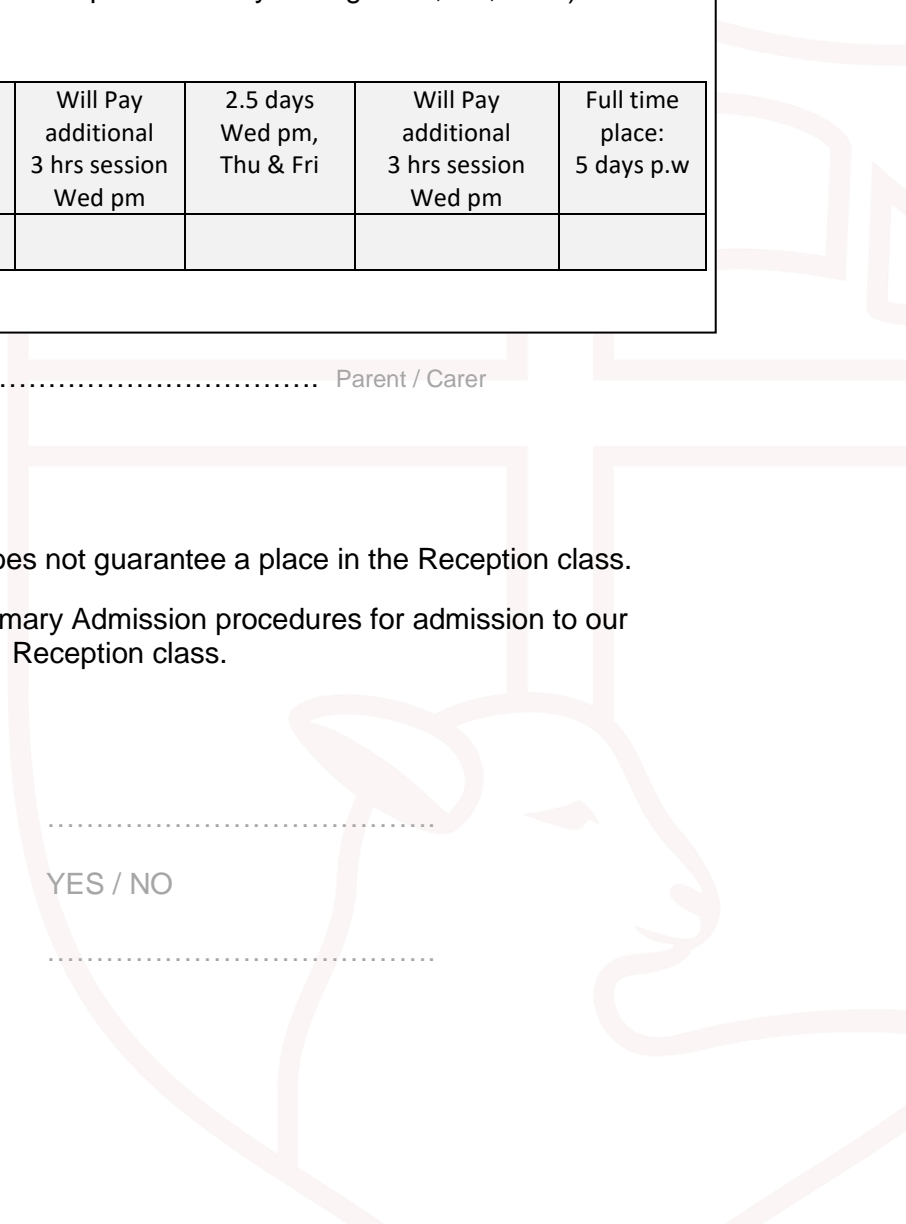 Will Pay additional 3 hrs session Wed pm
2.5 days Wed pm, Thu & Fri
Will Pay additional 3 hrs session Wed pm
Full time place: 5 days p.w
……………………………. Parent / Carer
not guarantee a place in the Reception class.
Admission procedures for admission to our
Reception class.
………………………………….
YES / NO
………………………………….